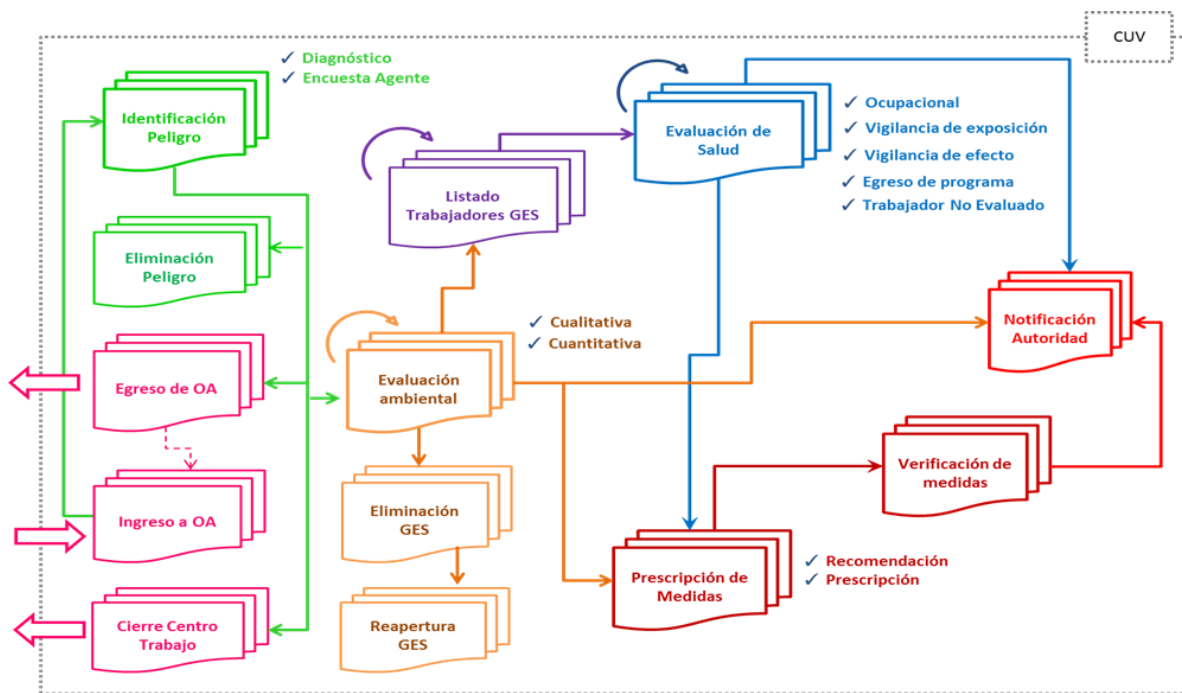 CUV
✓ Diagnóstico
✓ Encuesta Agente
Identificación
Peligro
Evaluación de
Salud
✓ Ocupacional
✓ Vigilancia de exposición
✓ Vigilancia de efecto
✓ Egreso de programa
✓ Trabajador No Evaluado
Listado
Trabajadores GES
Eliminación
Peligro
Notificación
Autoridad
✓ Cualitativa
✓ Cuantitativa
Egreso de OA
Evaluación
ambiental
Verificación de
medidas
Ingreso a OA
Eliminación
GES
✓ Recomendación
✓ Prescripción
Prescripción de
Medidas
Cierre Centro
Trabajo
Reapertura
GES